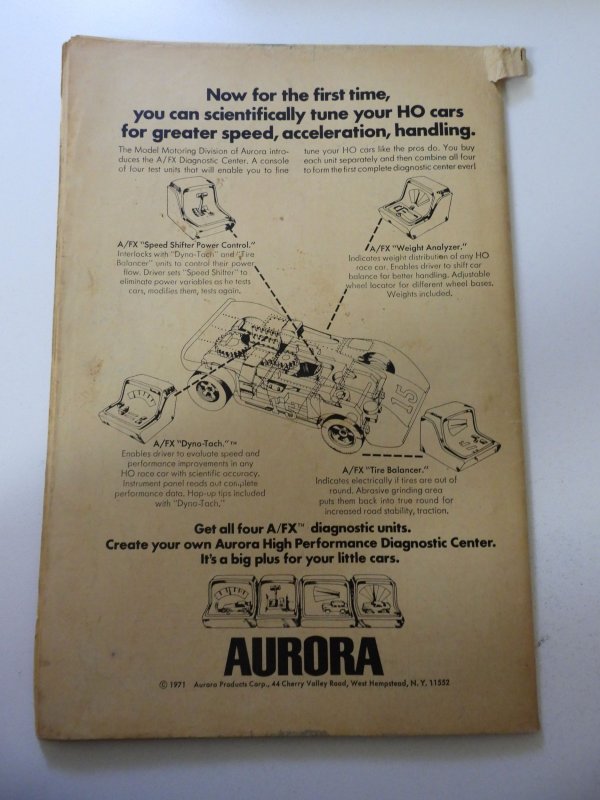 Now for the first time,
you can scientifically tune your HO cars
for greater speed, acceleration, handling.
The Model Motoring Division of Aurora intro-
duces the A/FX Diagnostic Center. A console
of four test units that will enable you to fine
tune your HO cars like the pros do. You buy
each unit separately and then combine all four
to form the first complete diagnostic center ever!
A/FX "Speed Shifter Power Control."
Interlocks with "Dyno-Tach" and "Tire
Balancer" units to control their power
flow. Driver sets "Speed Shifter" to
eliminate power variables as he tests
cars, modifies them, tests again.
A/FX "Weight Analyzer."
Indicates weight distribution of any HO
race car. Enables driver to shift car
balance for better handling. Adjustable
wheel locator for different wheel bases.
Weights included.
15
A/FX "Dyno-Tach."™
Enables driver to evaluate speed and
performance improvements in any
HO race car with scientific accuracy.
Instrument panel reads out complete
performance data. Hop-up tips included
with "Dyno-Tach."
A/FX "Tire Balancer."
Indicates electrically if tires are out of
round. Abrasive grinding area
puts them back into true round for
increased road stability, traction.
Get all four A/FX™ diagnostic units.
Create your own Aurora High Performance Diagnostic Center.
It's a big plus for your little cars.
AURORA
© 1971 Aurora Products Corp., 44 Cherry Valley Road, West Hempstead, N.Y. 11552